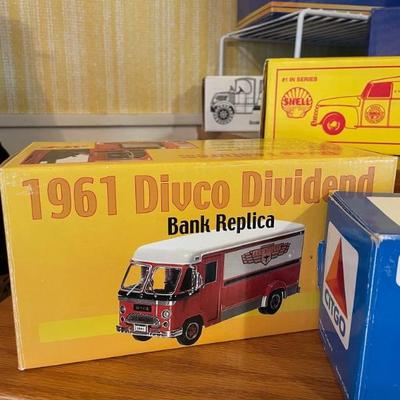 #1 IN SERIES
SHELL
1961 Divco Dividend
Bank Replica
CITGO